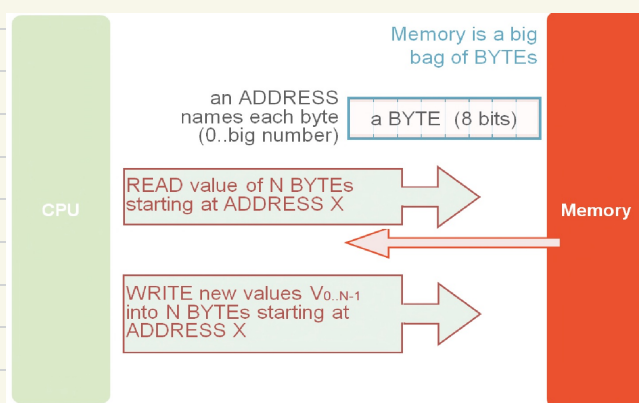 Memory is a big
bag of BYTEs
an ADDRESS
names each byte
(0..big number)
a BYTE (8 bits)
READ value of N BYTEs
starting at ADDRESS X
CPU
Memory
WRITE new values V0..N-1
into N BYTEs starting at
ADDRESS X